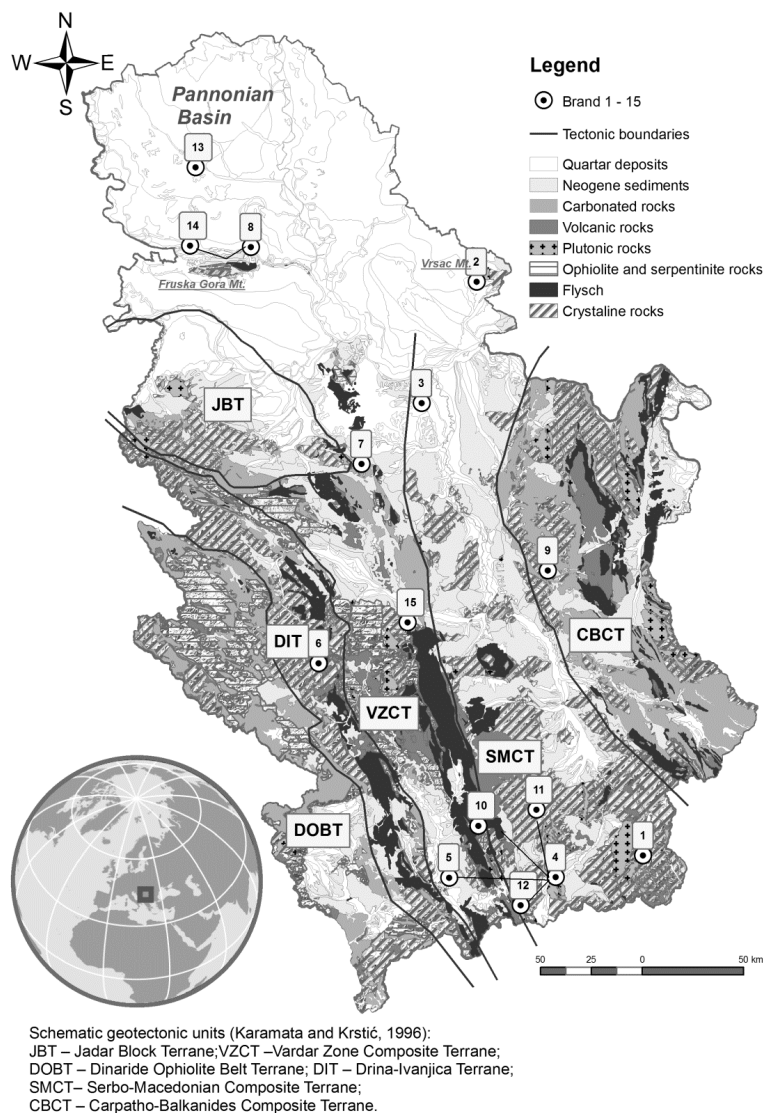 N
W E
S
Pannonian
Basin
Legend
Brand 1 - 15
Tectonic boundaries
Quartar deposits
Neogene sediments
Carbonated rocks
Volcanic rocks
Plutonic rocks
Ophiolite and serpentinite rocks
Flysch
Crystaline rocks
13
14
8
2
Vrsac Mt.
Fruska Gora Mt.
3
JBT
7
9
15
CBCT
DIT
6
VZCT
SMCT
11
10
DOBT
1
5
4
12
50 25 0 50 km
Schematic geotectonic units (Karamata and Krstić, 1996):
JBT – Jadar Block Terrane;VZCT –Vardar Zone Composite Terrane;
DOBT – Dinaride Ophiolite Belt Terrane; DIT – Drina-Ivanjica Terrane;
SMCT– Serbo-Macedonian Composite Terrane;
CBCT – Carpatho-Balkanides Composite Terrane.